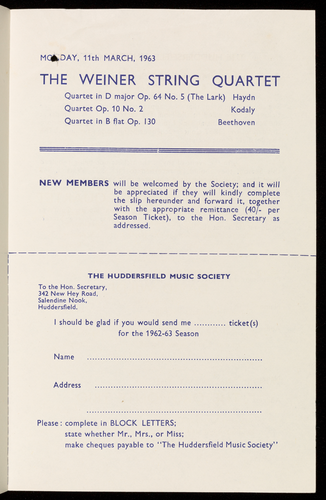 MONDAY, 11th MARCH, 1963
THE WEINER STRING QUARTET
Quartet in D major Op. 64 No. 5 (The Lark) Haydn
Quartet Op. 10 No. 2 Kodaly
Quartet in B flat Op. 130 Beethoven
NEW MEMBERS will be welcomed by the Society; and it will
be appreciated if they will kindly complete
the slip hereunder and forward it, together
with the appropriate remittance (40/- per
Season Ticket), to the Hon. Secretary as
addressed.
THE HUDDERSFIELD MUSIC SOCIETY
To the Hon. Secretary,
342 New Hey Road,
Salendine Nook,
Huddersfield.
I should be glad if you would send me ............ ticket(s)
for the 1962-63 Season
Name ............................................................
Address ............................................................
............................................................
Please: complete in BLOCK LETTERS;
state whether Mr., Mrs., or Miss;
make cheques payable to "The Huddersfield Music Society"